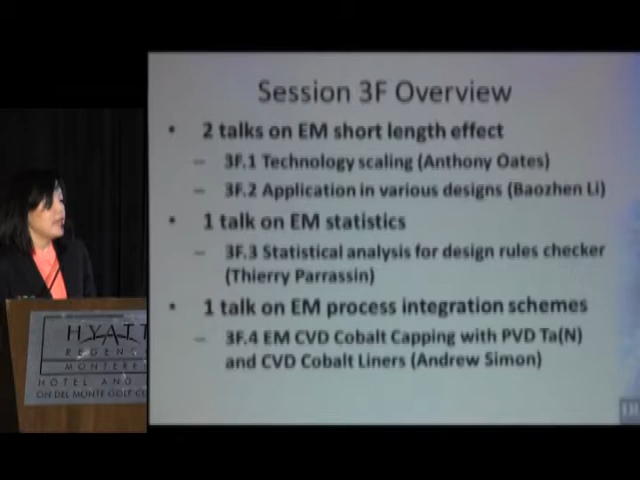 Session 3F Overview
• 2 talks on EM short length effect
– 3F.1 Technology scaling (Anthony Oates)
– 3F.2 Application in various designs (Baozhen Li)
• 1 talk on EM statistics
– 3F.3 Statistical analysis for design rules checker
(Thierry Parrassin)
• 1 talk on EM process integration schemes
– 3F.4 EM CVD Cobalt Capping with PVD Ta(N)
and CVD Cobalt Liners (Andrew Simon)
HYATT
REGENC
MONTERE
HOTEL AND
ON DEL MONTE GOLF